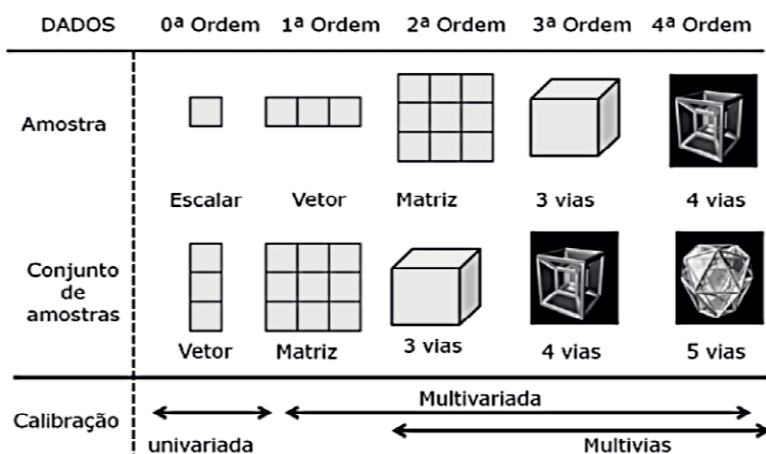 DADOS 0ª Ordem 1ª Ordem 2ª Ordem 3ª Ordem 4ª Ordem
Amostra
Escalar Vetor Matriz 3 vias 4 vias
Conjunto
de
amostras
Vetor Matriz 3 vias 4 vias 5 vias
Calibração
Multivariada
univariada
Multivias